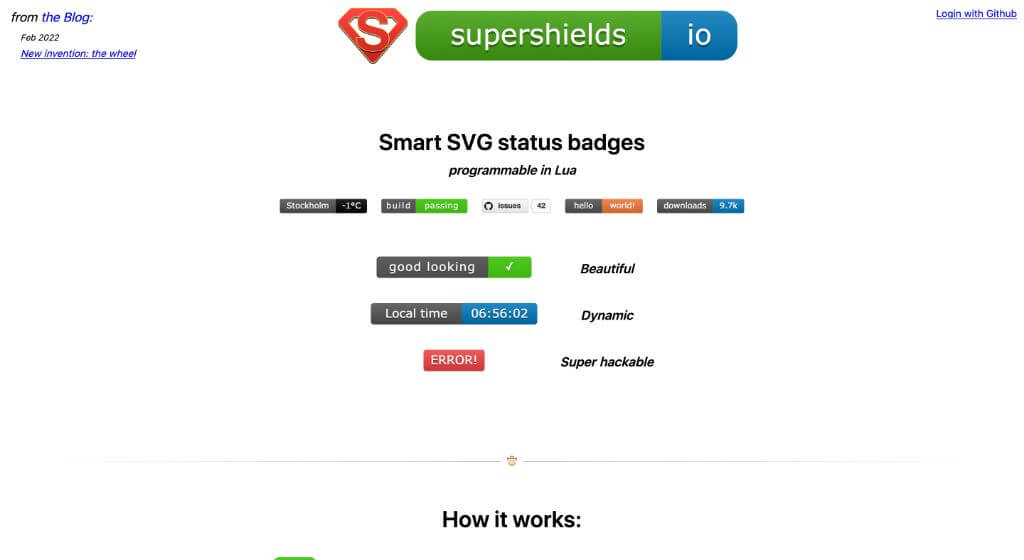 from the Blog:
Feb 2022
New invention: the wheel
S
supershields io
Login with Github
Smart SVG status badges
programmable in Lua
Stockholm -1°C build passing issues 42 hello world! downloads 9.7k
good looking ✓ Beautiful
Local time 06:56:02 Dynamic
ERROR! Super hackable
How it works: